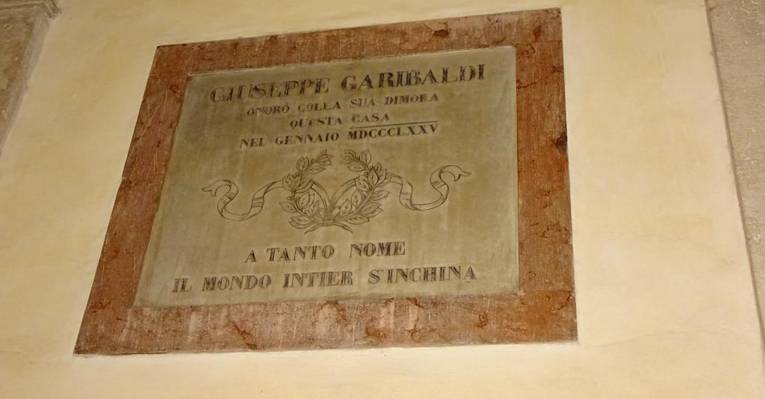 GIUSEPPE GARIBALDI
ONORÒ COLLA SUA DIMORA
QUESTA CASA
NEL GENNAIO MDCCCLXXV
A TANTO NOME
IL MONDO INTIER S'INCHINA